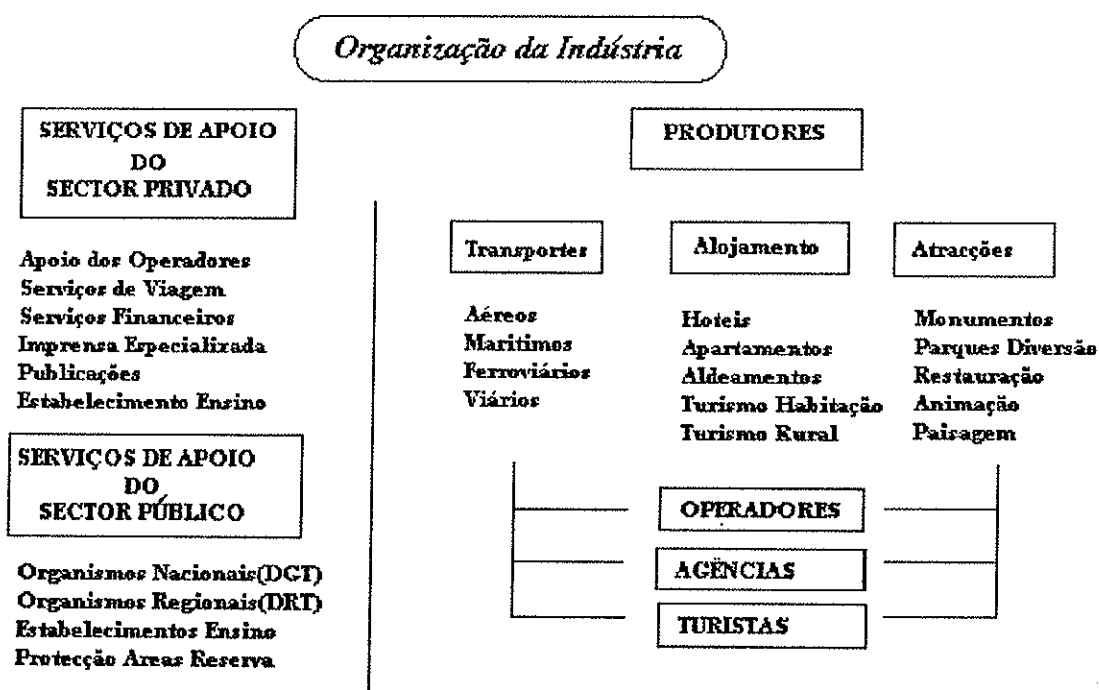 Organização da Indústria
SERVIÇOS DE APOIO
DO
SECTOR PRIVADO
Apoio dos Operadores
Serviços de Viagem
Serviços Financeiros
Imprensa Especializada
Publicações
Estabelecimento Ensino
SERVIÇOS DE APOIO
DO
SECTOR PÚBLICO
Organismos Nacionais(DGT)
Organismos Regionais(DRT)
Estabelecimentos Ensino
Protecção Areas Reserva
PRODUTORES
Transportes
Aéreos
Maritimos
Ferroviários
Viários
Alojamento
Hoteis
Apartamentos
Aldeamentos
Turismo Habitação
Turismo Rural
Atracções
Monumentos
Parques Diversão
Restauração
Animação
Paisagem
OPERADORES
AGÊNCIAS
TURISTAS